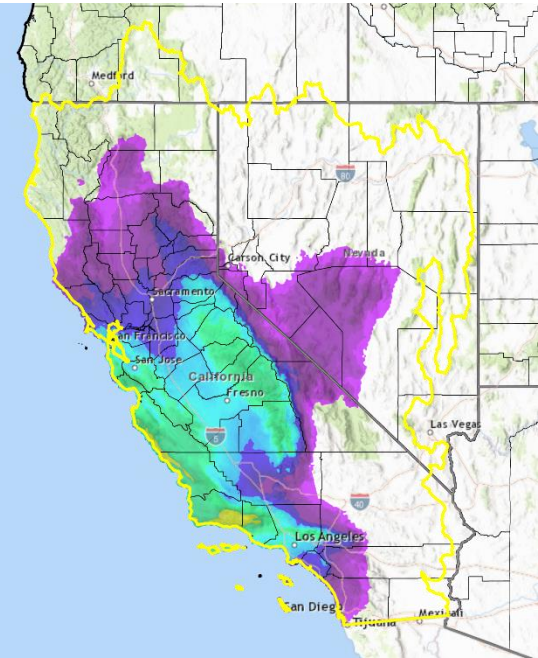 Medford
80
Nevada
Carson City
Sacramento
San Francisco
San Jose
California
Fresno
5
Las Vegas
40
Los Angeles
San Diego
Mexicali
Tijuana